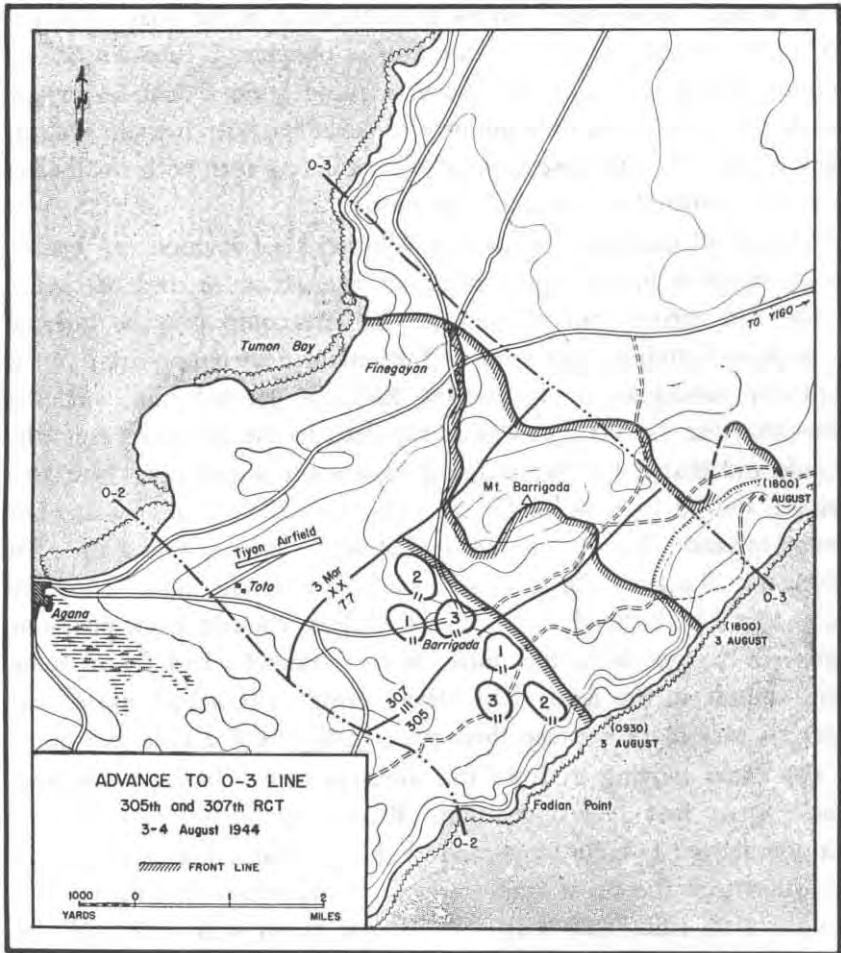 O-3
TO YIGO
Tumon Bay
Finegayan
Mt. Barrigada
(1800)
4 AUGUST
O-2
Tiyan Airfield
Toto
Agana
3 Mar
XX
77
2
1
3
Barrigada
1
O-3
(1800)
3 AUGUST
307
III
305
3
2
(0930)
3 AUGUST
Fadian Point
O-2
ADVANCE TO O-3 LINE
305th and 307th RCT
3-4 August 1944
FRONT LINE
1000 0 1 2
YARDS MILES